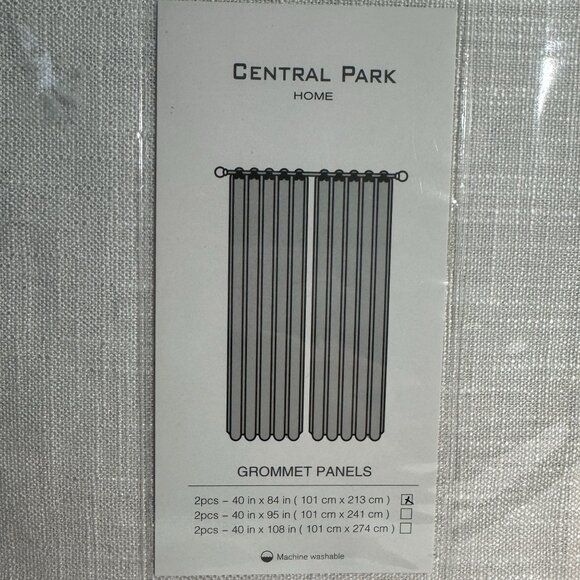 CENTRAL PARK
HOME
GROMMET PANELS
2pcs – 40 in x 84 in ( 101 cm x 213 cm )
2pcs – 40 in x 95 in ( 101 cm x 241 cm )
2pcs – 40 in x 108 in ( 101 cm x 274 cm )
Machine washable